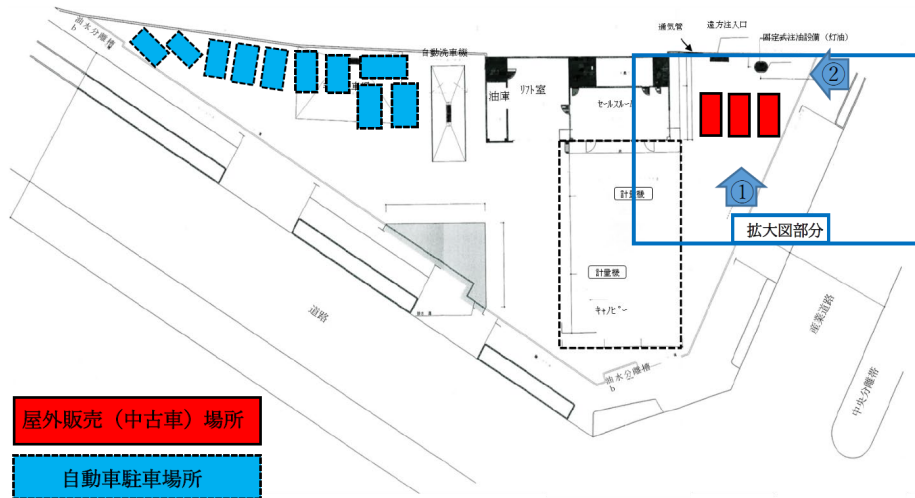 油水分離槽
b
自動洗車機
通気管
遠方注入口
固定式注油設備（灯油）
②
油庫
ﾘﾌﾄ室
ｾｰﾙｽﾙｰﾑ
車
計量機
①
拡大図部分
計量機
ｷｬﾉﾋﾟｰ
道路
産業道路
油水分離槽
b
中央分離帯
屋外販売（中古車）場所
自動車駐車場所